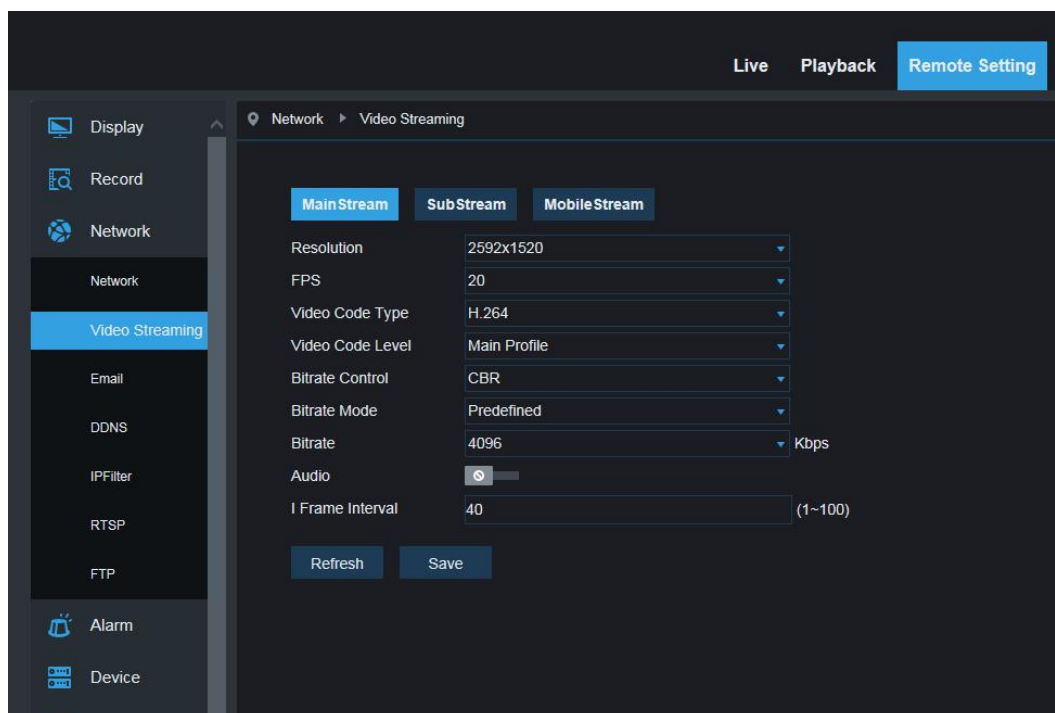 Live Playback Remote Setting
Display
Record
Network
Network
Video Streaming
Email
DDNS
IPFilter
RTSP
FTP
Alarm
Device
Network Video Streaming
MainStream SubStream MobileStream
Resolution 2592x1520
FPS 20
Video Code Type H.264
Video Code Level Main Profile
Bitrate Control CBR
Bitrate Mode Predefined
Bitrate 4096 Kbps
Audio
I Frame Interval 40 (1~100)
Refresh Save